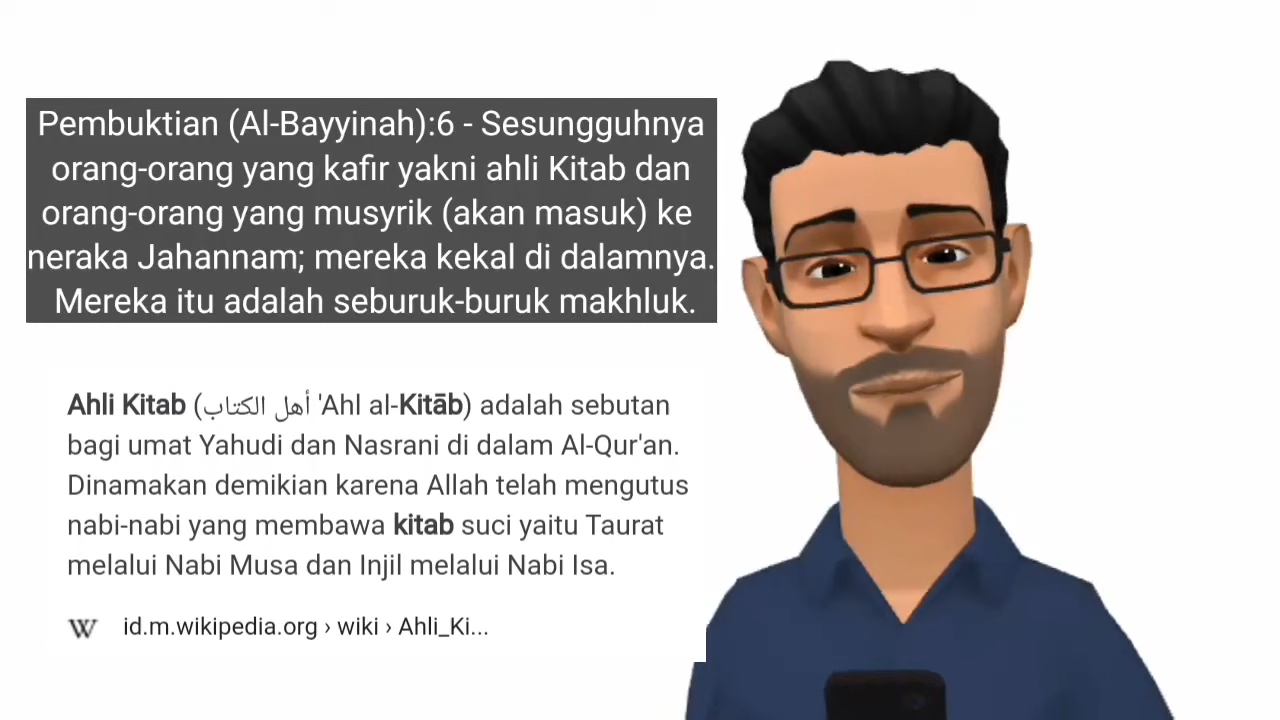 Pembuktian (Al-Bayyinah):6 - Sesungguhnya
orang-orang yang kafir yakni ahli Kitab dan
orang-orang yang musyrik (akan masuk) ke
neraka Jahannam; mereka kekal di dalamnya.
Mereka itu adalah seburuk-buruk makhluk.
Ahli Kitab (أهل الكتاب 'Ahl al-Kitāb) adalah sebutan
bagi umat Yahudi dan Nasrani di dalam Al-Qur'an.
Dinamakan demikian karena Allah telah mengutus
nabi-nabi yang membawa kitab suci yaitu Taurat
melalui Nabi Musa dan Injil melalui Nabi Isa.
W id.m.wikipedia.org › wiki › Ahli_Ki...